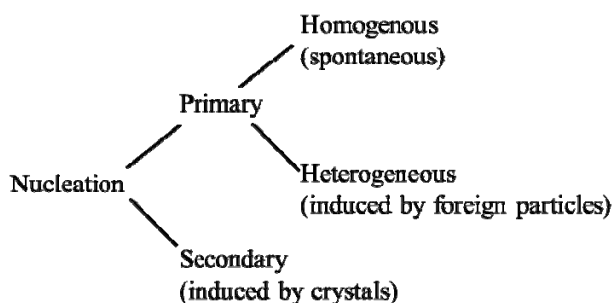 Homogenous
(spontaneous)
Primary
Heterogeneous
(induced by foreign particles)
Nucleation
Secondary
(induced by crystals)